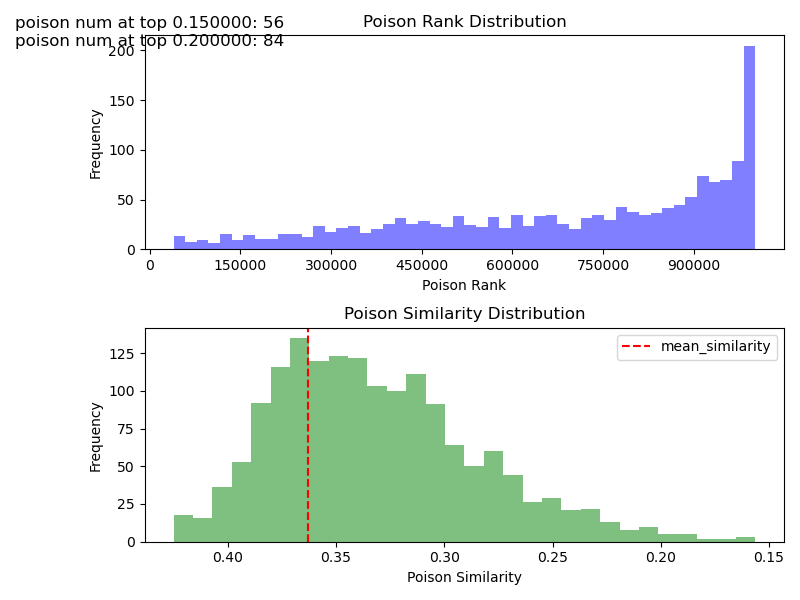 poison num at top 0.150000: 56
poison num at top 0.200000: 84
Poison Rank Distribution
200
150
100
50
0
Frequency
0 150000 300000 450000 600000 750000 900000
Poison Rank
Poison Similarity Distribution
mean_similarity
125
100
75
50
25
0
Frequency
0.40 0.35 0.30 0.25 0.20 0.15
Poison Similarity